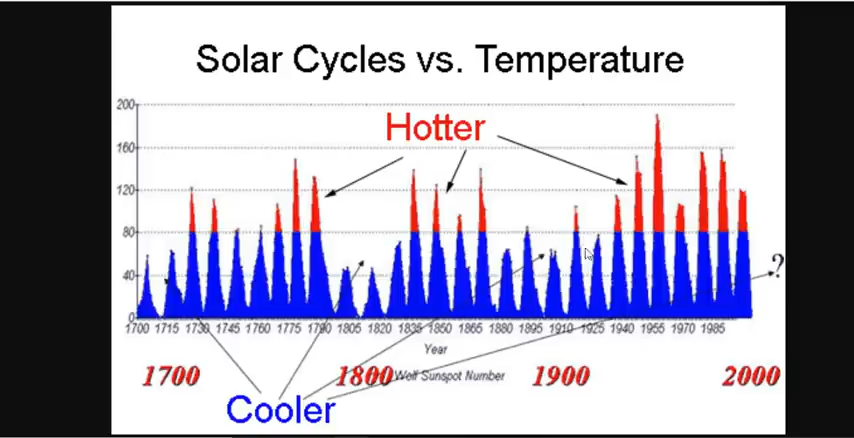 Solar Cycles vs. Temperature
200
Hotter
160
120
80
?
40
0
1700 1715 1730 1745 1760 1775 1790 1805 1820 1835 1850 1865 1880 1895 1910 1925 1940 1955 1970 1985
Year
1700 1800 Wolf Sunspot Number 1900 2000
Cooler